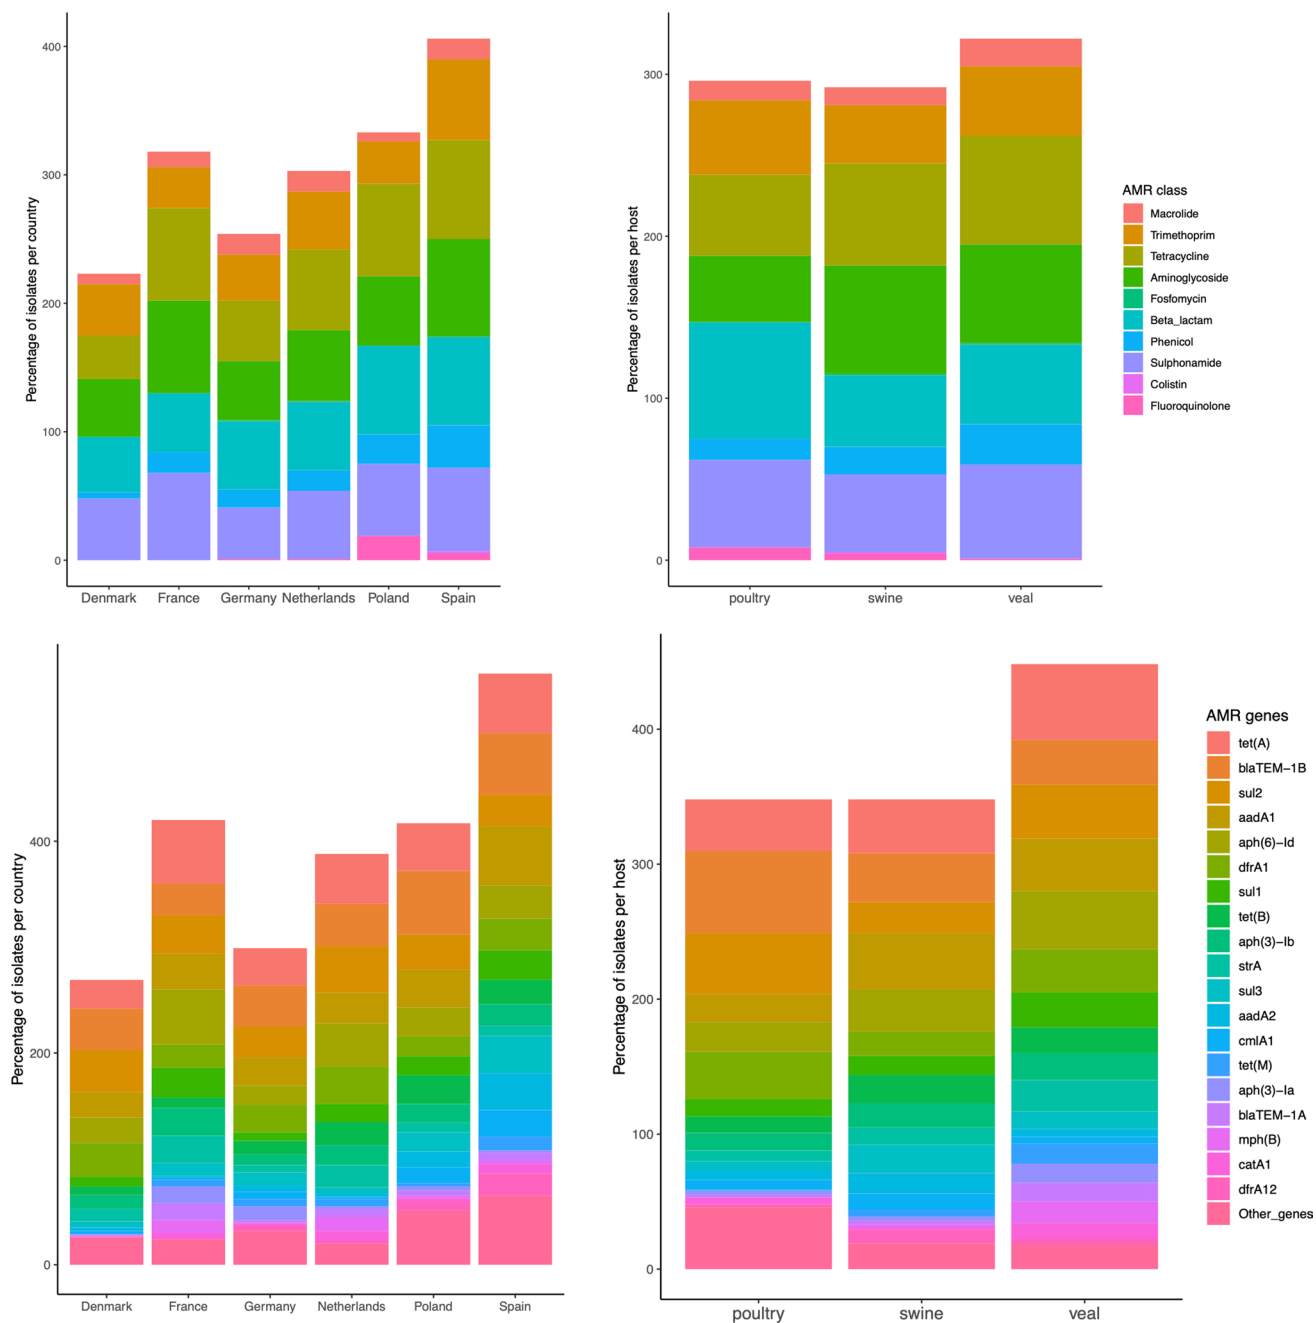 Percentage of isolates per country
400
300
200
100
0
Denmark France Germany Netherlands Poland Spain
Percentage of isolates per host
300
200
100
0
poultry swine veal
AMR class
Macrolide
Trimethoprim
Tetracycline
Aminoglycoside
Fosfomycin
Beta_lactam
Phenicol
Sulphonamide
Colistin
Fluoroquinolone
Percentage of isolates per country
400
200
0
Denmark France Germany Netherlands Poland Spain
Percentage of isolates per host
400
300
200
100
0
poultry swine veal
AMR genes
tet(A)
blaTEM−1B
sul2
aadA1
aph(6)−Id
dfrA1
sul1
tet(B)
aph(3)−Ib
strA
sul3
aadA2
cmlA1
tet(M)
aph(3)−Ia
blaTEM−1A
mph(B)
catA1
dfrA12
Other_genes